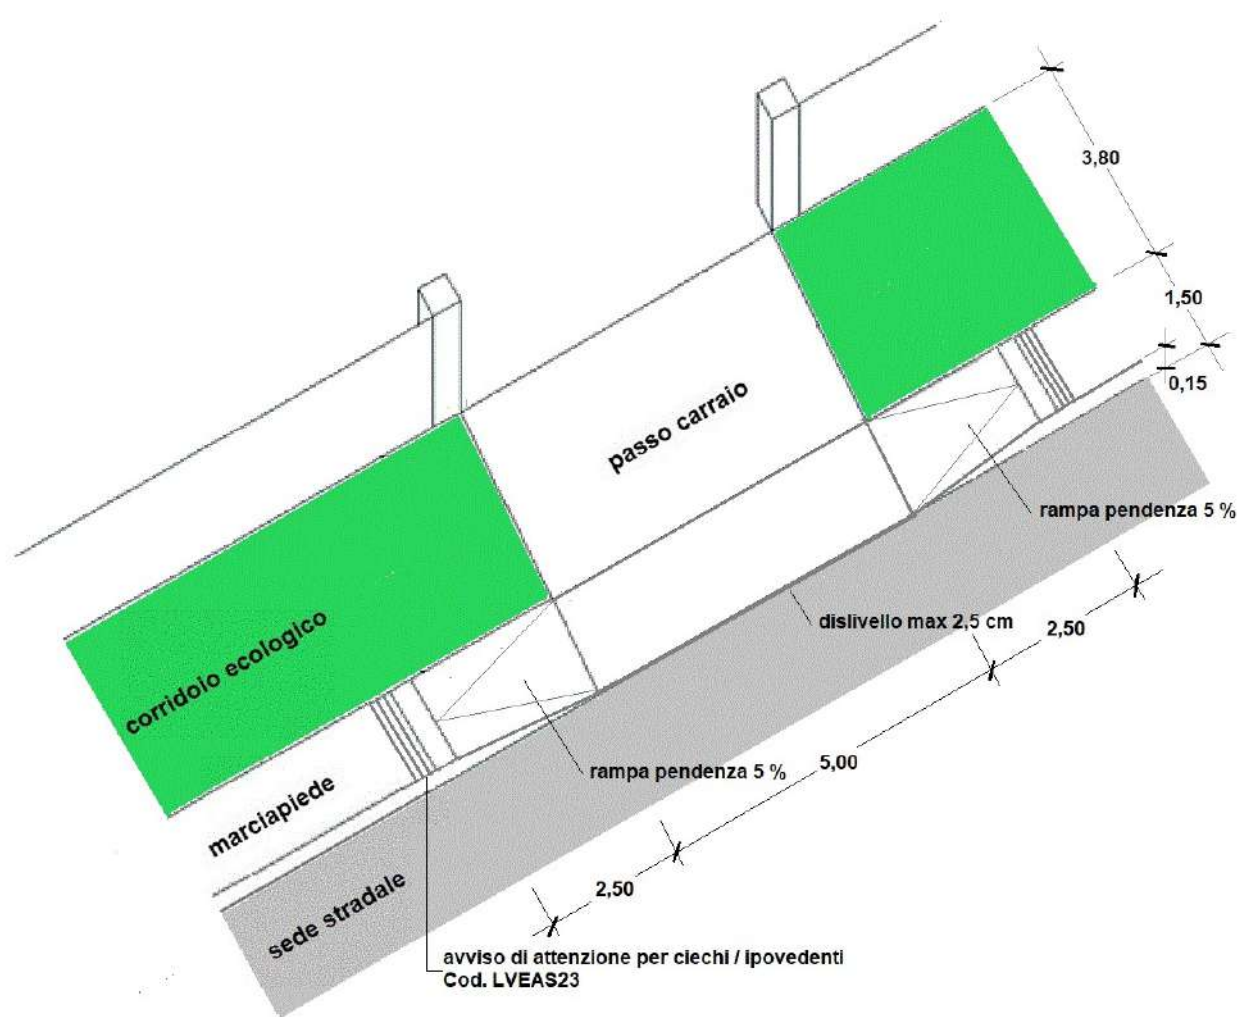 3,80
1,50
0,15
passo carraio
rampa pendenza 5 %
dislivello max 2,5 cm
2,50
corridoio ecologico
rampa pendenza 5 %
5,00
marciapiede
2,50
sede stradale
avviso di attenzione per ciechi / ipovedenti
Cod. LVEAS23